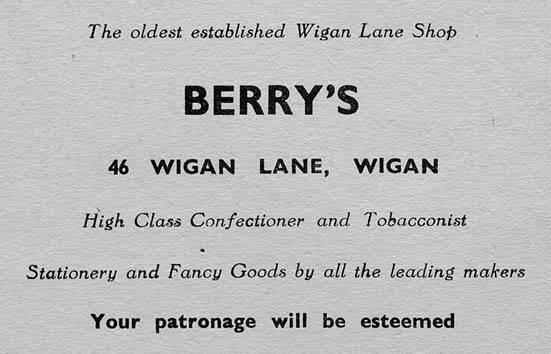 The oldest established Wigan Lane Shop
BERRY'S
46 WIGAN LANE, WIGAN
High Class Confectioner and Tobacconist
Stationery and Fancy Goods by all the leading makers
Your patronage will be esteemed